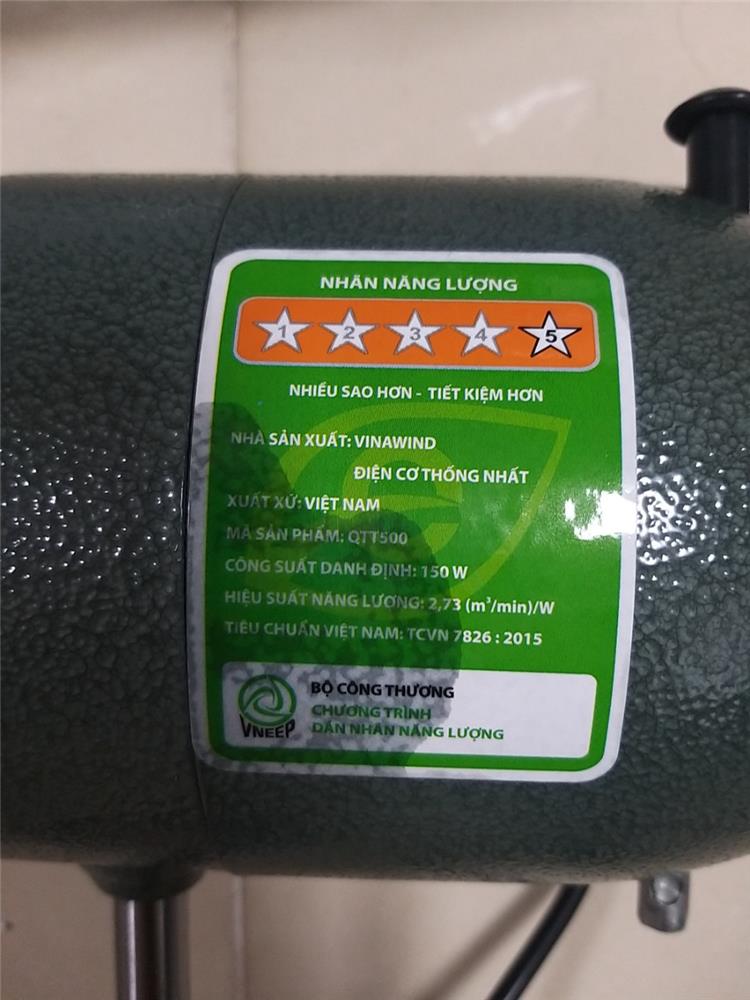 NHÃN NĂNG LƯỢNG
1 2 3 4 5
NHIỀU SAO HƠN - TIẾT KIỆM HƠN
NHÀ SẢN XUẤT: VINAWIND
ĐIỆN CƠ THỐNG NHẤT
XUẤT XỨ: VIỆT NAM
MÃ SẢN PHẨM: QTT500
CÔNG SUẤT DANH ĐỊNH: 150 W
HIỆU SUẤT NĂNG LƯỢNG: 2,73 (m³/min)/W
TIÊU CHUẨN VIỆT NAM: TCVN 7826 : 2015
BỘ CÔNG THƯƠNG
CHƯƠNG TRÌNH
DÁN NHÃN NĂNG LƯỢNG
VNEEP